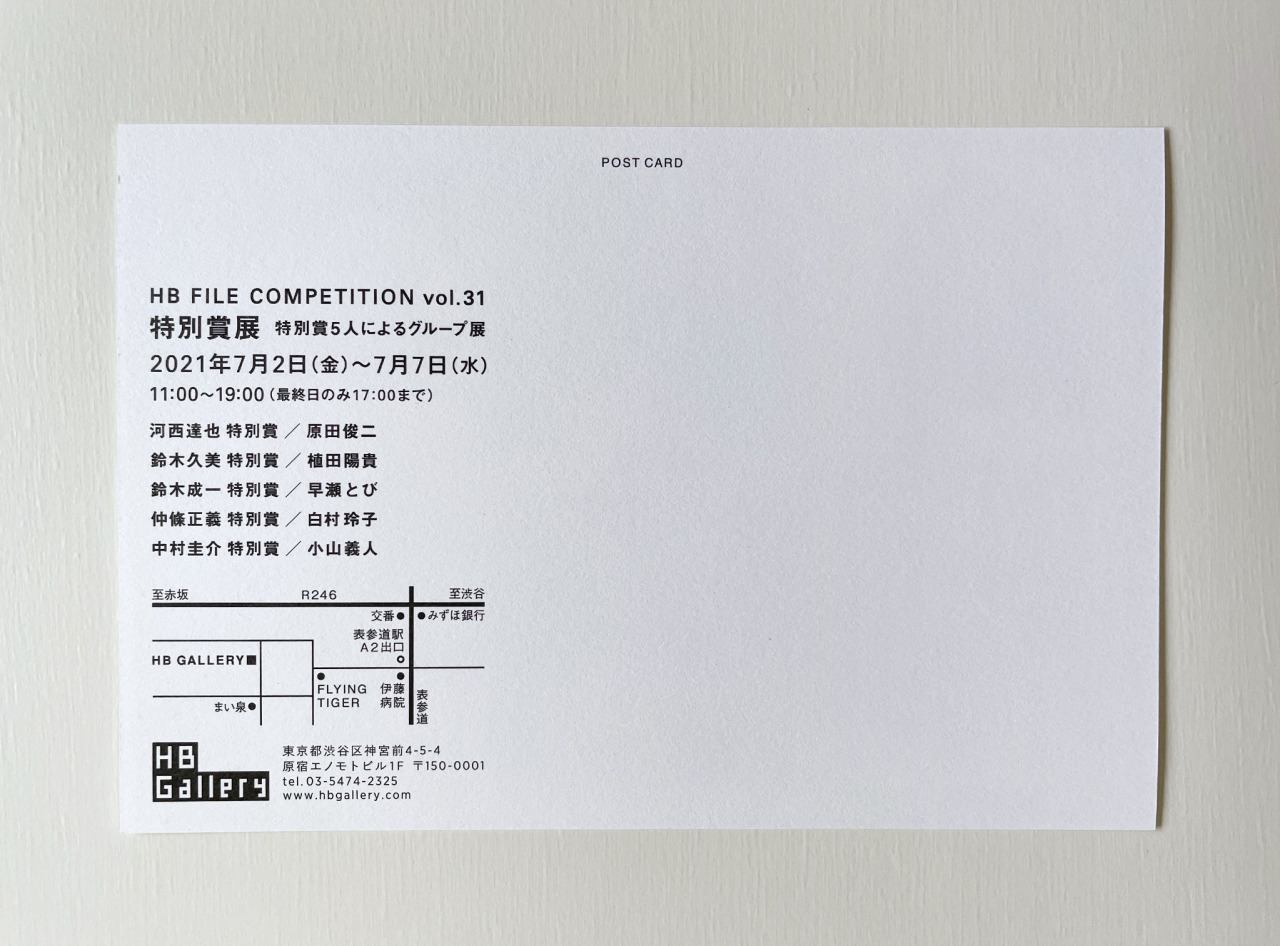 POST CARD
HB FILE COMPETITION vol.31
特別賞展 特別賞5人によるグループ展
2021年7月2日(金)〜7月7日(水)
11:00〜19:00(最終日のみ17:00まで)
河西達也 特別賞 ／ 原田俊二
鈴木久美 特別賞 ／ 植田陽貴
鈴木成一 特別賞 ／ 早瀬とび
仲條正義 特別賞 ／ 白村玲子
中村圭介 特別賞 ／ 小山義人
至赤坂 R246 至渋谷
交番● ●みずほ銀行
表参道駅
A2出口
HB GALLERY■
FLYING
TIGER
伊藤
病院
表参道
まい泉●
HB
Gallery
東京都渋谷区神宮前4-5-4
原宿エノモトビル1F 〒150-0001
tel.03-5474-2325
www.hbgallery.com